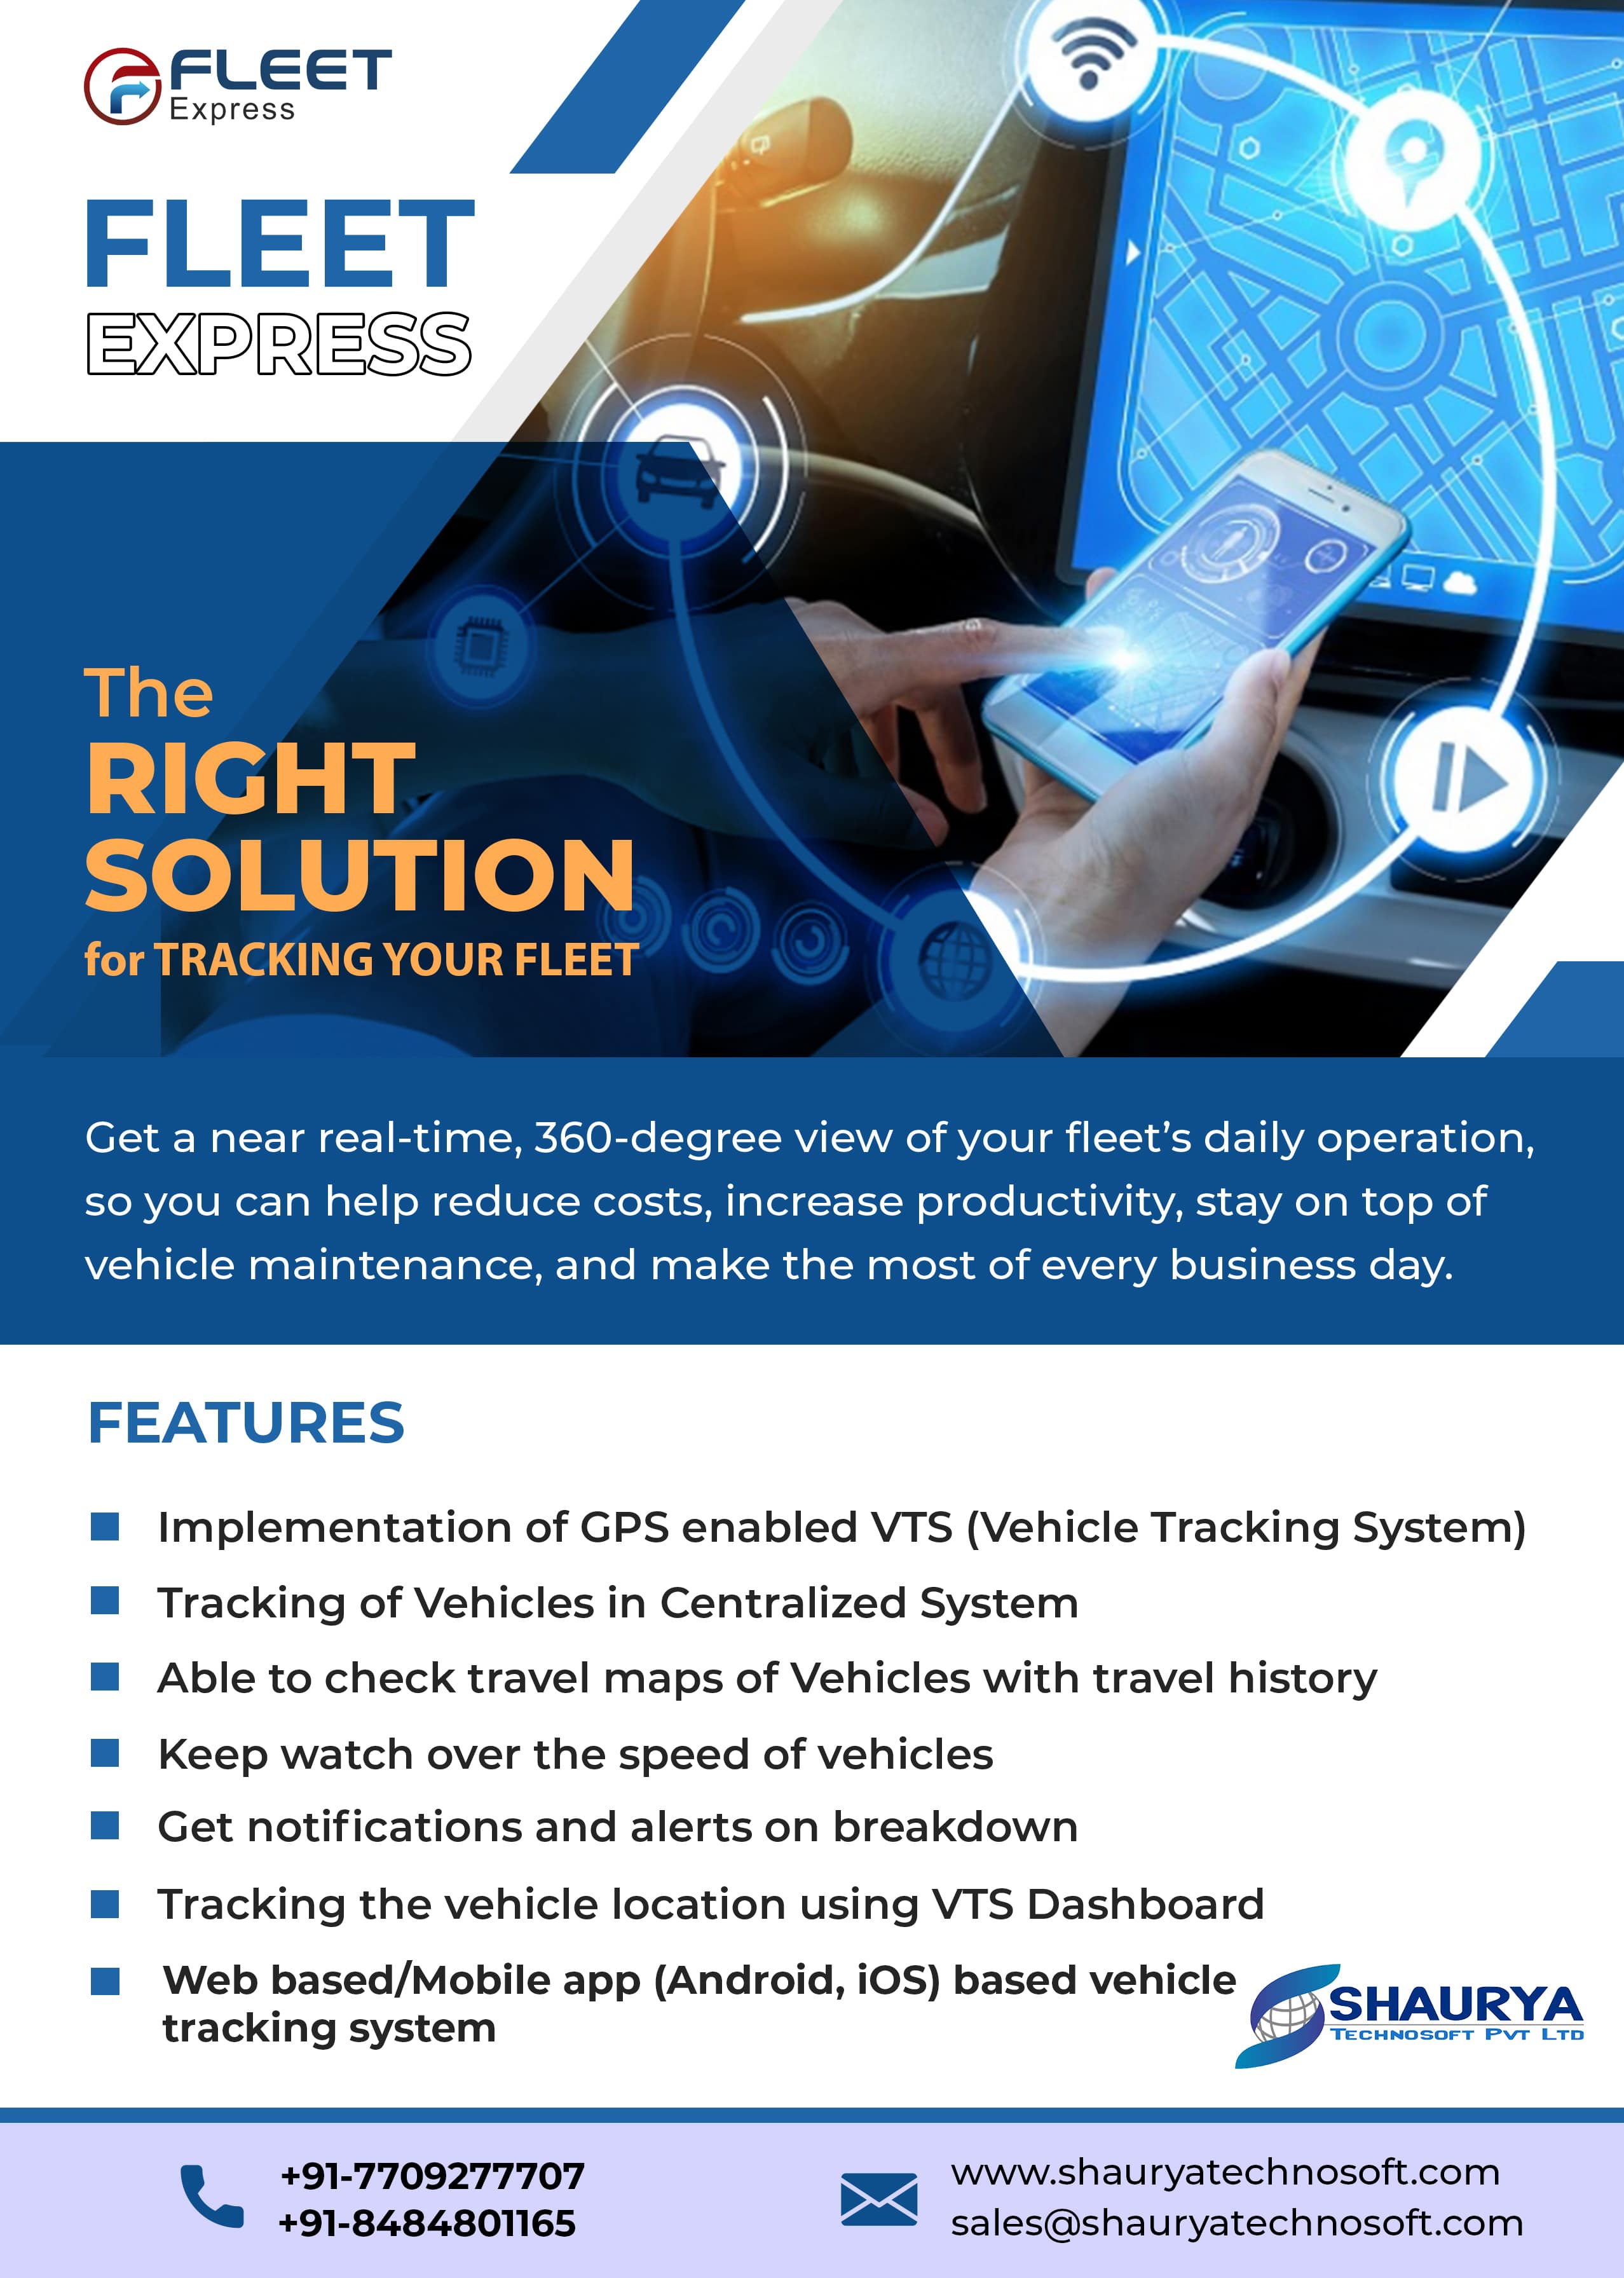 FLEET
Express
FLEET
EXPRESS
The
RIGHT
SOLUTION
for TRACKING YOUR FLEET
Get a near real-time, 360-degree view of your fleet’s daily operation,
so you can help reduce costs, increase productivity, stay on top of
vehicle maintenance, and make the most of every business day.
FEATURES
Implementation of GPS enabled VTS (Vehicle Tracking System)
Tracking of Vehicles in Centralized System
Able to check travel maps of Vehicles with travel history
Keep watch over the speed of vehicles
Get notifications and alerts on breakdown
Tracking the vehicle location using VTS Dashboard
Web based/Mobile app (Android, iOS) based vehicle
tracking system
SHAURYA
TECHNOSOFT PVT LTD
+91-7709277707
+91-8484801165
www.shauryatechnosoft.com
sales@shauryatechnosoft.com